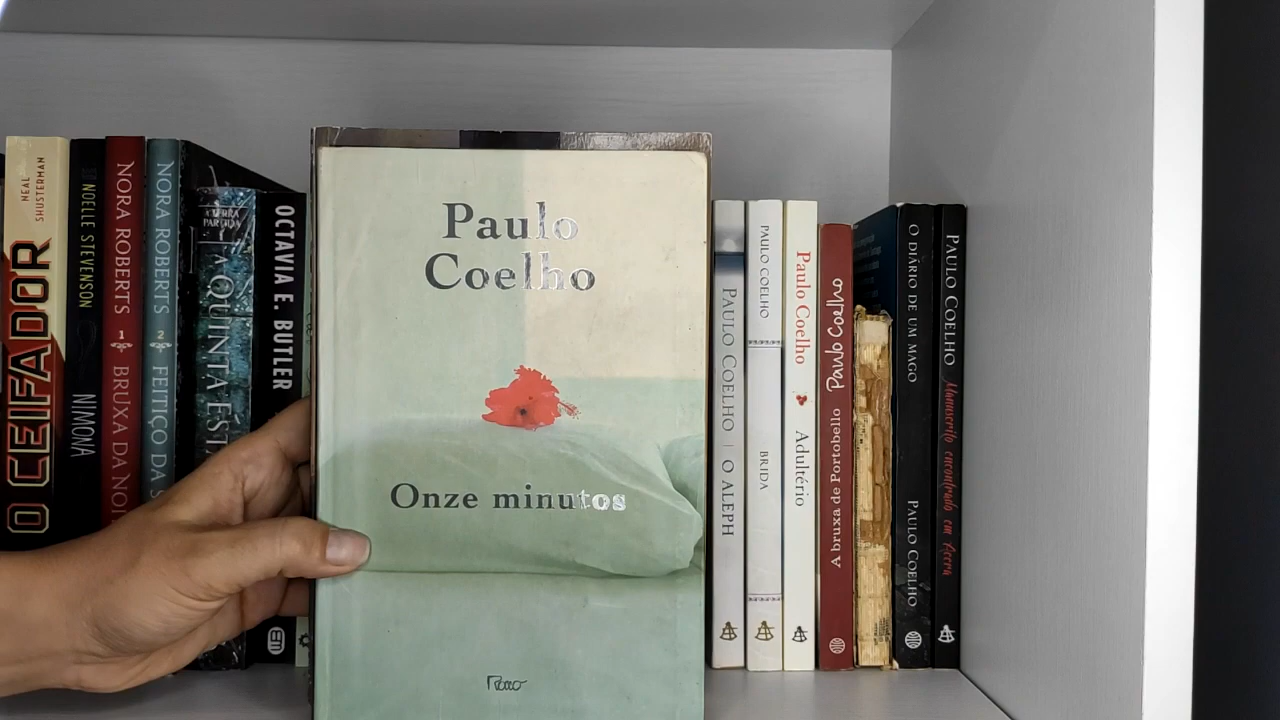 NEAL SHUSTERMAN
O CEIFADOR
NOELLE STEVENSON
NIMONA
NORA ROBERTS 1 BRUXA DA
NORA ROBERTS 2 FEITIÇO DA
A TERRA PARTIDA
A QUINTA
OCTAVIA E. BUTLER
Paulo
Coelho
Onze minutos
Rocco
PAULO COELHO | O ALEPH
PAULO COELHO
BRIDA
Paulo Coelho
Adultério
A bruxa de Portobello Paulo Coelho
O DIÁRIO DE UM MAGO
PAULO COELHO
PAULO COELHO Manuscrito encontrado em Accra